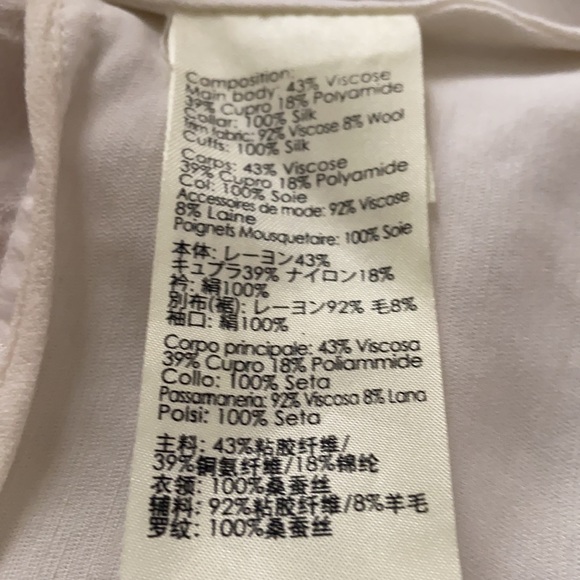 Composition:
Main body: 43% Viscose
39% Cupro 18% Polyamide
Collar: 100% Silk
Trim fabric: 92% Viscose 8% Wool
Cuffs: 100% Silk
Corps: 43% Viscose
39% Cupro 18% Polyamide
Col: 100% Soie
Accessoires de mode: 92% Viscose
8% Laine
Poignets Mousquetaire: 100% Soie
本体: レーヨン43%
キュプラ39% ナイロン18%
衿: 絹100%
別布(裾): レーヨン92% 毛8%
袖口: 絹100%
Corpo principale: 43% Viscosa
39% Cupro 18% Poliammide
Collo: 100% Seta
Passamaneria: 92% Viscosa 8% Lana
Polsi: 100% Seta
主料: 43%粘胶纤维/
39%铜氨纤维/18%锦纶
衣领: 100%桑蚕丝
辅料: 92%粘胶纤维/8%羊毛
罗纹: 100%桑蚕丝